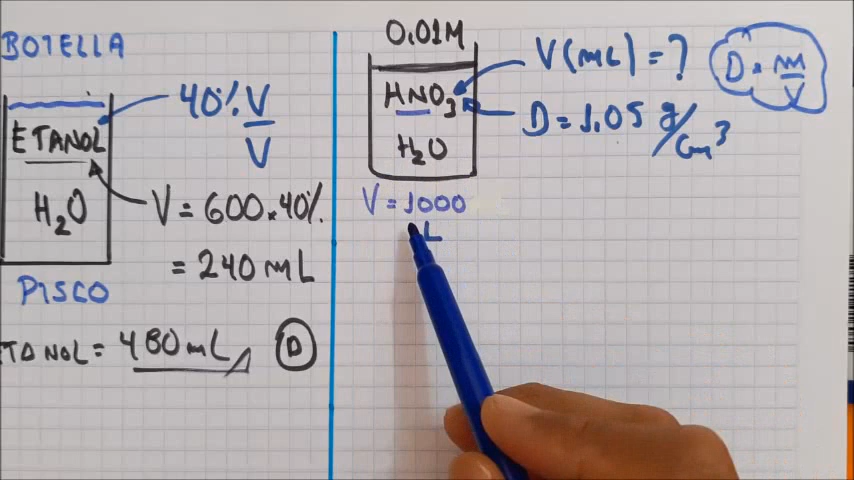 BOTELLA
40% V/V
ETANOL
H₂O
V = 600 × 40%
= 240 mL
PISCO
TANOL = 480 mL D
0.01M
HNO₃
H₂O
V = 1000
L
V(mL) = ?
D = 1.05 g/cm³
D = m/V